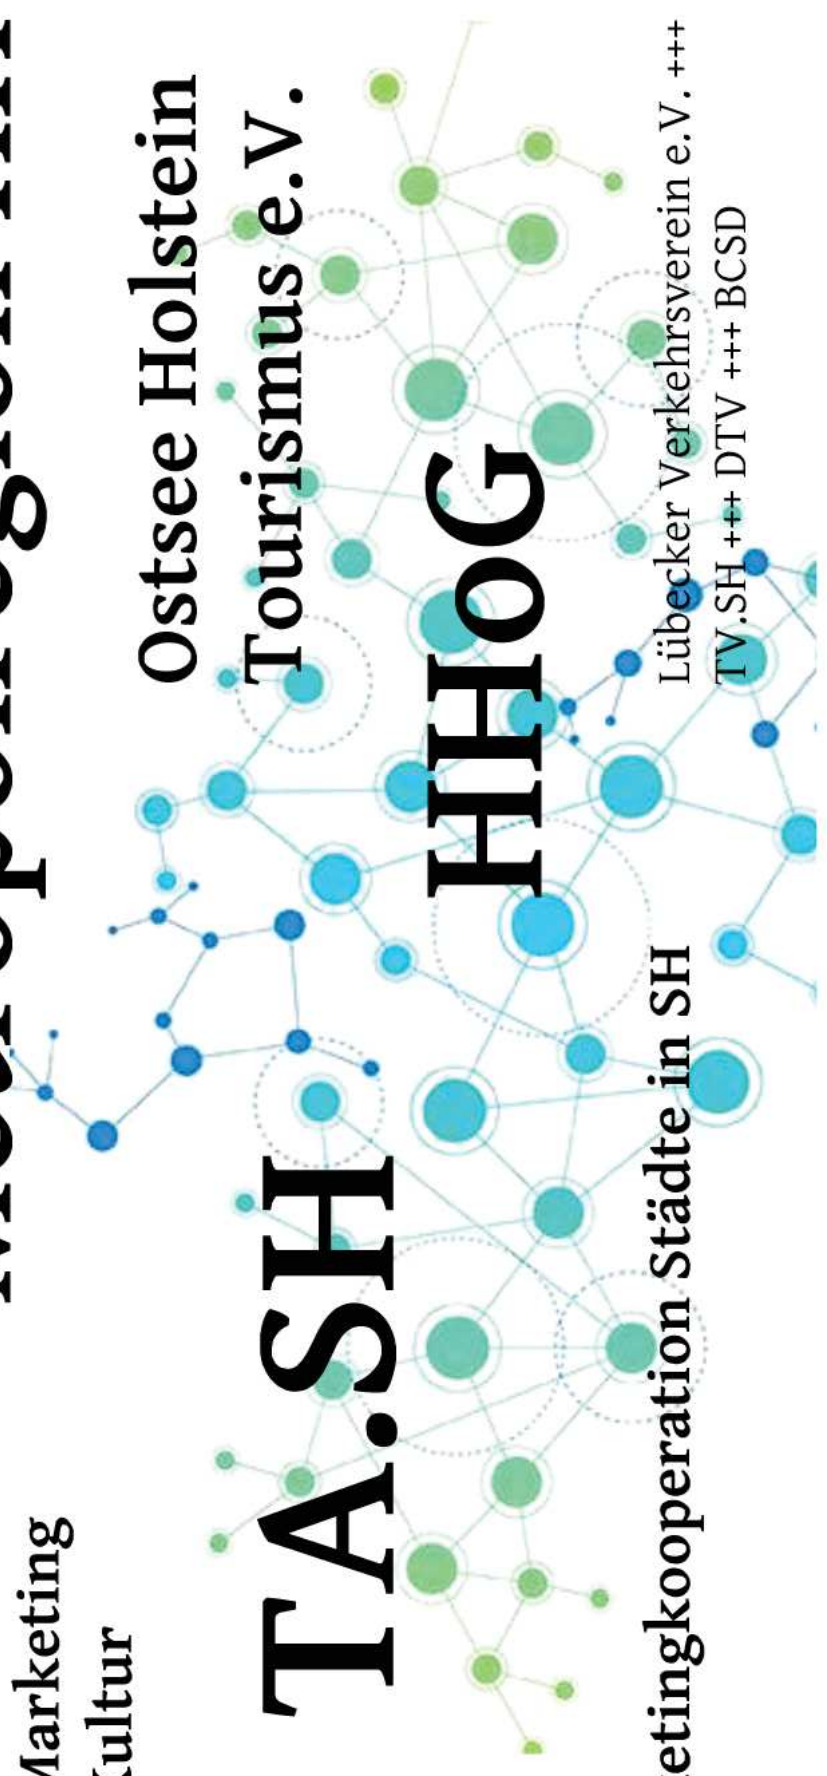 Marketing
Kultur
Ostsee Holstein
Tourismus e.V.
TA.SH
HHOG
etingkooperation Städte in SH
Lübecker Verkehrsverein e.V. +++
TV.SH +++ DTV +++ BCSD